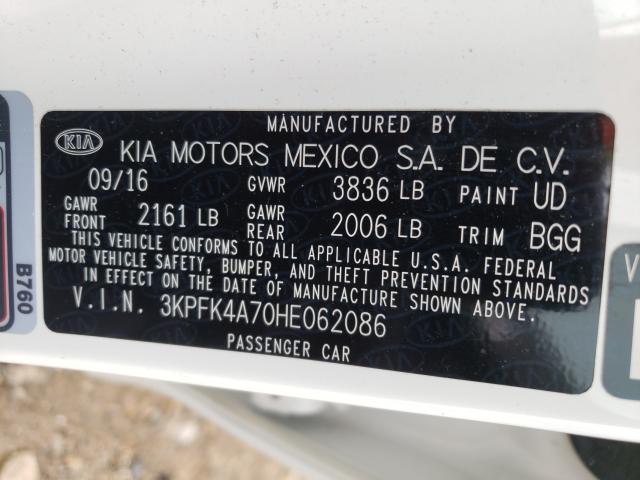 MANUFACTURED BY
KIA KIA MOTORS MEXICO S.A. DE C.V.
09/16 GVWR 3836 LB PAINT UD
GAWR FRONT 2161 LB GAWR REAR 2006 LB TRIM BGG
THIS VEHICLE CONFORMS TO ALL APPLICABLE U.S.A. FEDERAL
MOTOR VEHICLE SAFETY, BUMPER, AND THEFT PREVENTION STANDARDS
IN EFFECT ON THE DATE OF MANUFACTURE SHOWN ABOVE.
V.I.N. 3KPFK4A70HE062086
PASSENGER CAR
B760
V